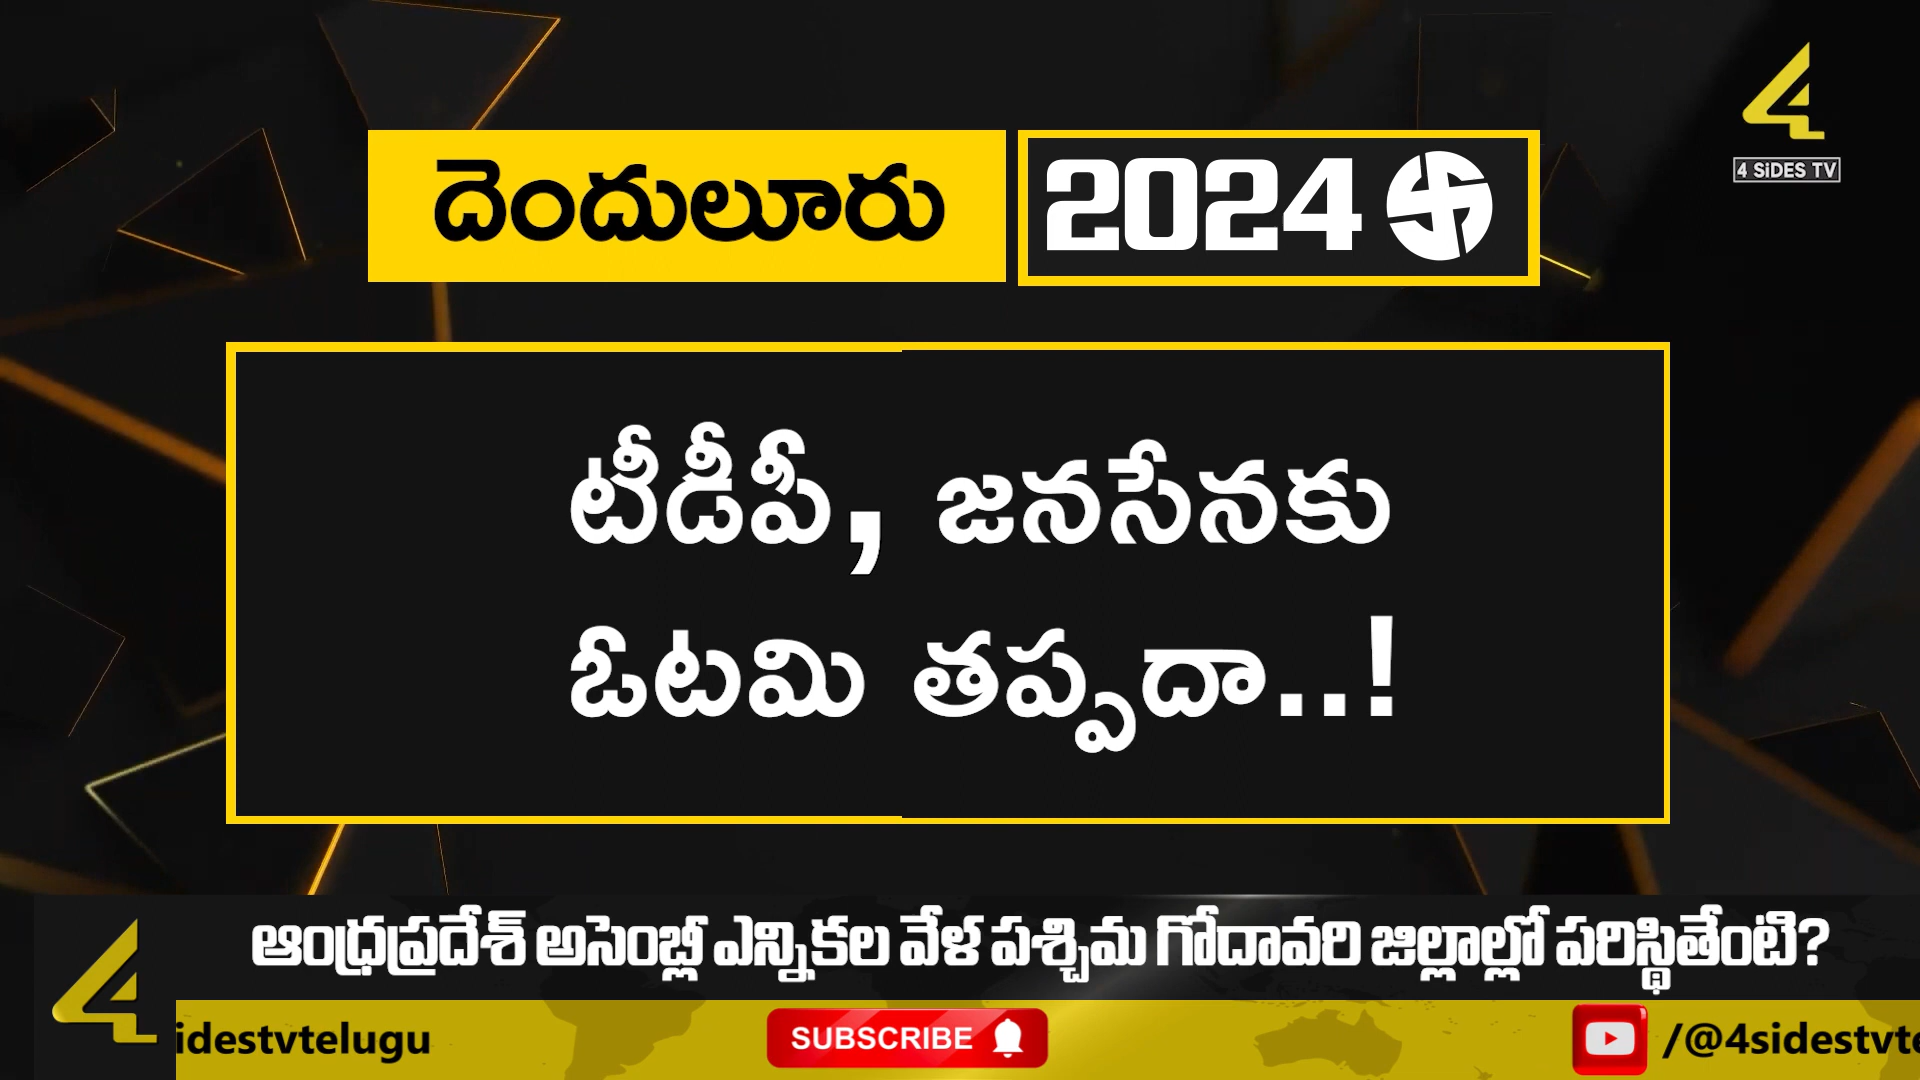 దెందులూరు 2024
4 SiDES TV
టీడీపీ, జనసేనకు
ఓటమి తప్పదా..!
ఆంధ్రప్రదేశ్ అసెంబ్లీ ఎన్నికల వేళ పశ్చిమ గోదావరి జిల్లాల్లో పరిస్థితేంటి?
idestvtelugu SUBSCRIBE /@4sidestvte